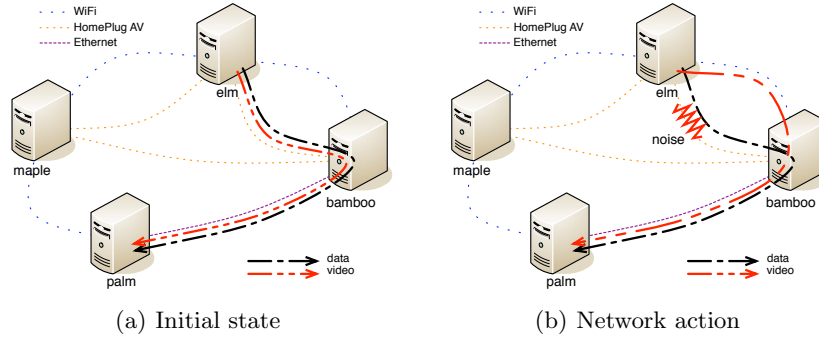 WiFi
HomePlug AV
Ethernet
elm
maple
bamboo
palm
data
video
(a) Initial state
WiFi
HomePlug AV
Ethernet
elm
noise
maple
bamboo
palm
data
video
(b) Network action